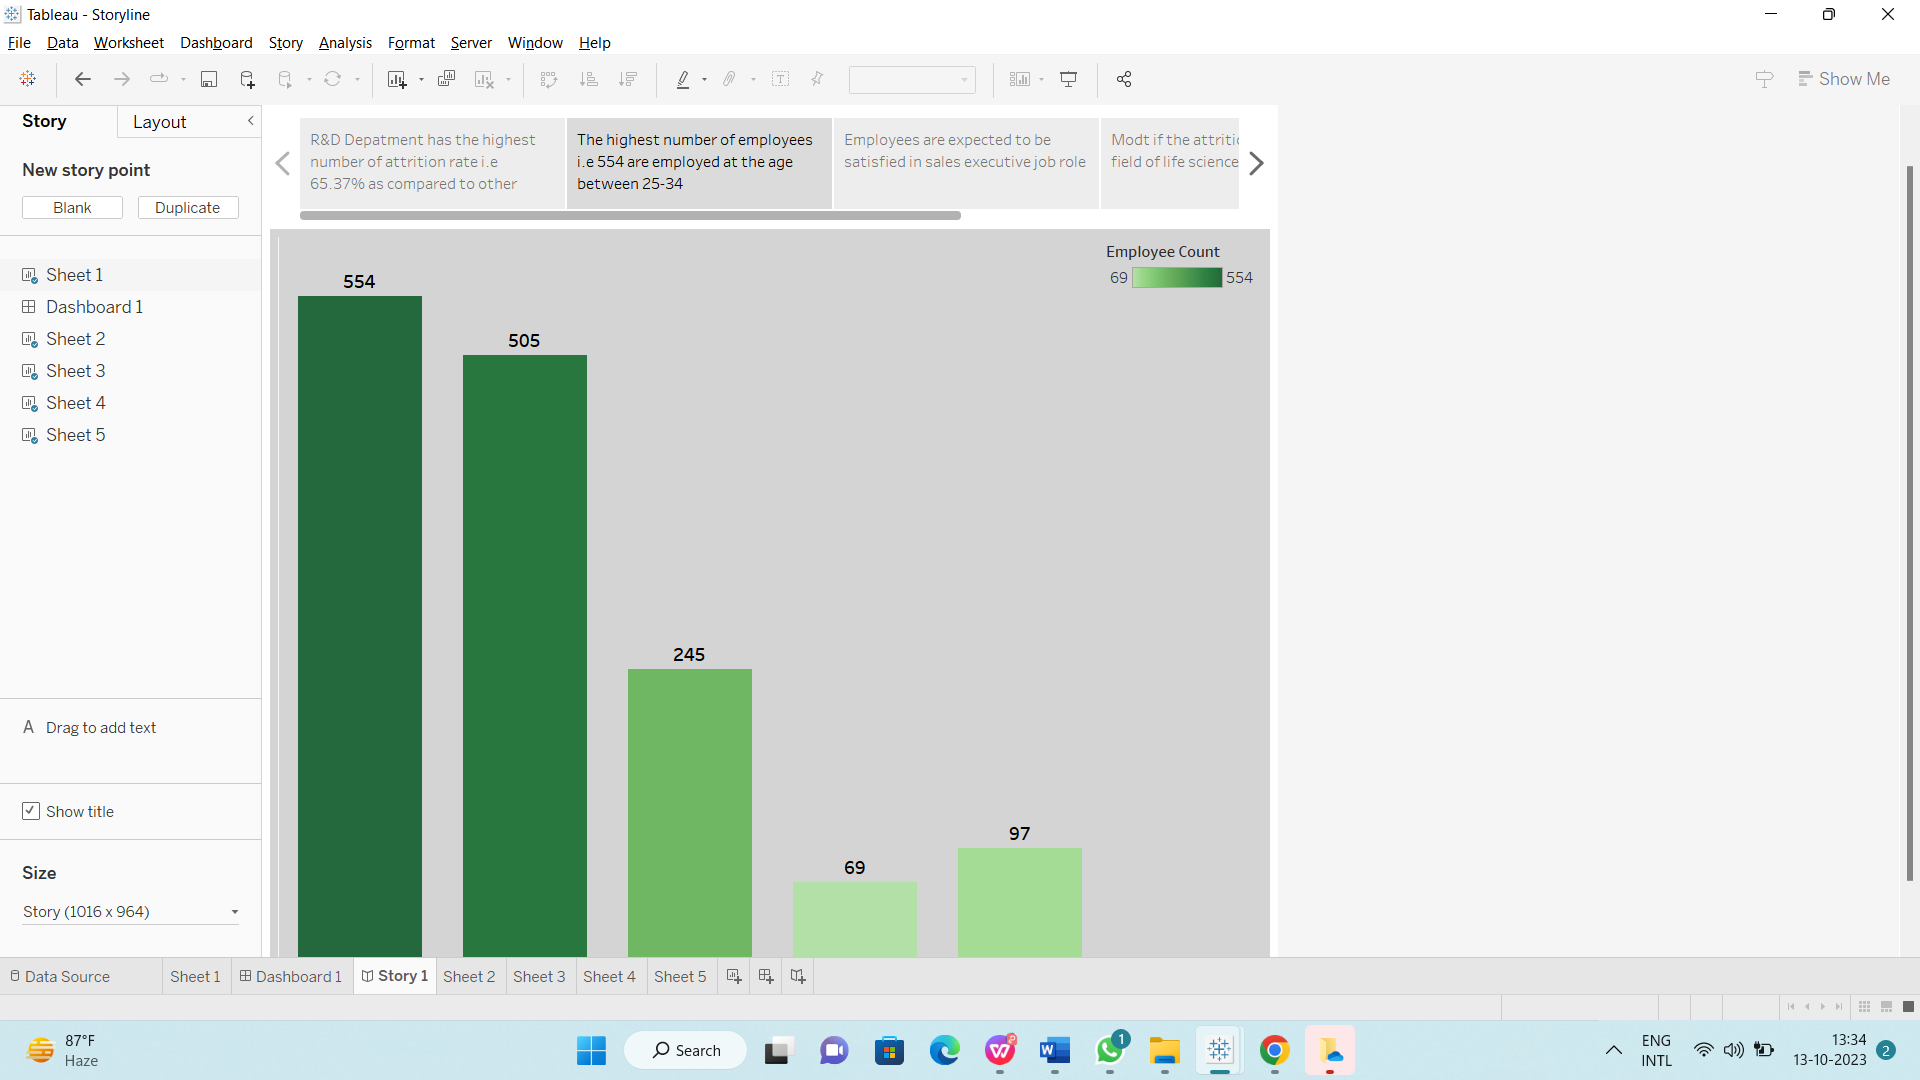 Tableau - Storyline
File Data Worksheet Dashboard Story Analysis Format Server Window Help
Show Me
Story Layout
New story point
Blank Duplicate
Sheet 1
Dashboard 1
Sheet 2
Sheet 3
Sheet 4
Sheet 5
A Drag to add text
Show title
Size
Story (1016 x 964)
R&D Depatment has the highest
number of attrition rate i.e
65.37% as compared to other
The highest number of employees
i.e 554 are employed at the age
between 25-34
Employees are expected to be
satisfied in sales executive job role
Modt if the attriti
field of life science
Employee Count
69 554
554
505
245
69
97
Data Source Sheet 1 Dashboard 1 Story 1 Sheet 2 Sheet 3 Sheet 4 Sheet 5
87°F
Haze
Search
W
1
ENG
INTL
13:34
13-10-2023
2